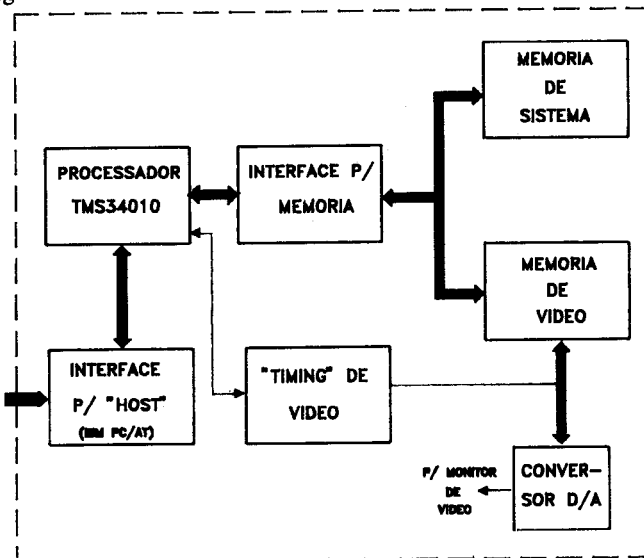 MEMORIA
DE
SISTEMA
PROCESSADOR
TMS34010
INTERFACE P/
MEMORIA
MEMORIA
DE
VIDEO
INTERFACE
P/ "HOST"
(IBM PC/AT)
"TIMING" DE
VIDEO
P/ MONITOR
DE
VIDEO
CONVER-
SOR D/A